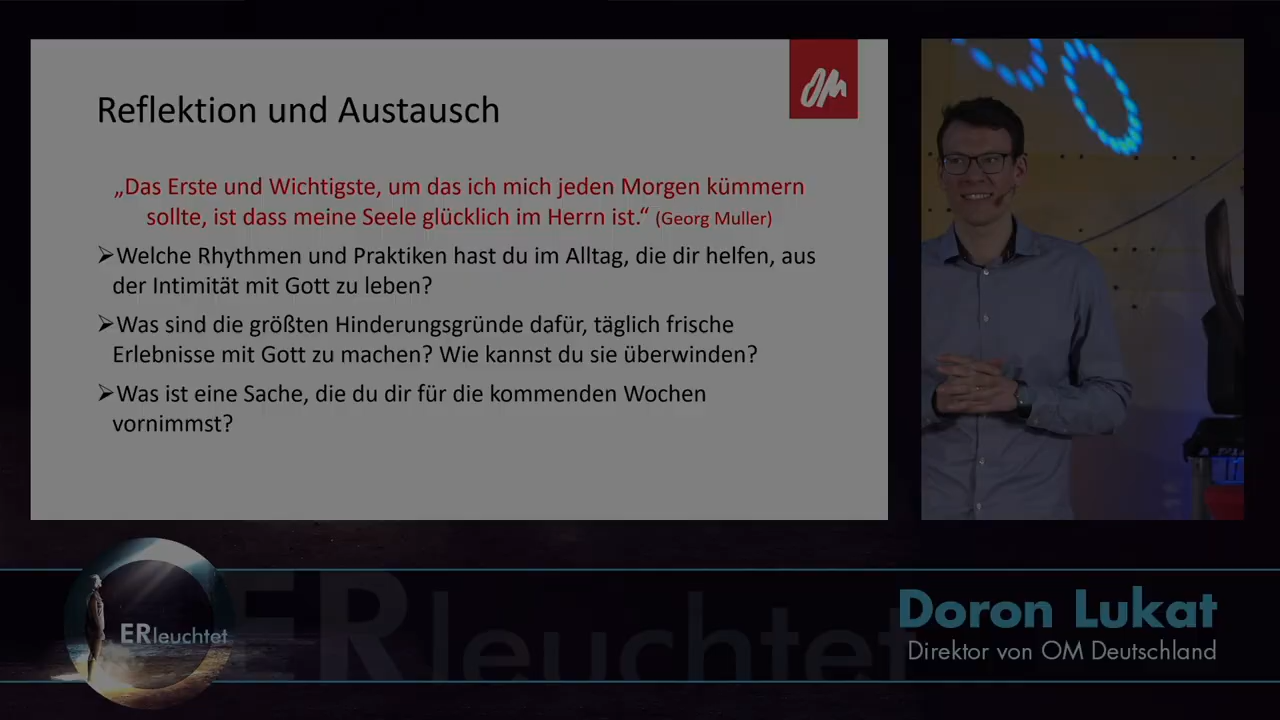 Reflektion und Austausch
OM
„Das Erste und Wichtigste, um das ich mich jeden Morgen kümmern
sollte, ist dass meine Seele glücklich im Herrn ist.“ (Georg Muller)
➢Welche Rhythmen und Praktiken hast du im Alltag, die dir helfen, aus
der Intimität mit Gott zu leben?
➢Was sind die größten Hinderungsgründe dafür, täglich frische
Erlebnisse mit Gott zu machen? Wie kannst du sie überwinden?
➢Was ist eine Sache, die du dir für die kommenden Wochen
vornimmst?
ERleuchtet
ERleuchtet
Doron Lukat
Direktor von OM Deutschland